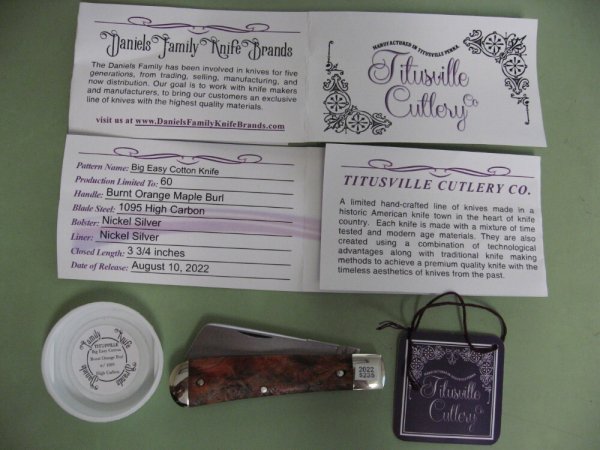 Daniels Family Knife Brands
The Daniels Family has been involved in knives for five
generations, from trading, selling, manufacturing, and
now distribution. Our goal is to work with knife makers
and manufacturers, to bring our customers an exclusive
line of knives with the highest quality materials.
visit us at www.DanielsFamilyKnifeBrands.com
MANUFACTURED IN TITUSVILLE PENNA.
Titusville
Cutlery Co
Pattern Name: Big Easy Cotton Knife
Production Limited To: 60
Handle: Burnt Orange Maple Burl
Blade Steel: 1095 High Carbon
Bolster: Nickel Silver
Liner: Nickel Silver
Closed Length: 3 3/4 inches
Date of Release: August 10, 2022
TITUSVILLE CUTLERY CO.
A limited hand-crafted line of knives made in a
historic American knife town in the heart of knife
country. Each knife is made with a mixture of time
tested and modern age materials. They are also
created using a combination of technological
advantages along with traditional knife making
methods to achieve a premium quality knife with the
timeless aesthetics of knives from the past.
Family Knife
TITUSVILLE
Big Easy Cotton
Burnt Orange Burl
w/ 1095
High Carbon
Daniels Brands
2022
Titusville
Cutlery Co